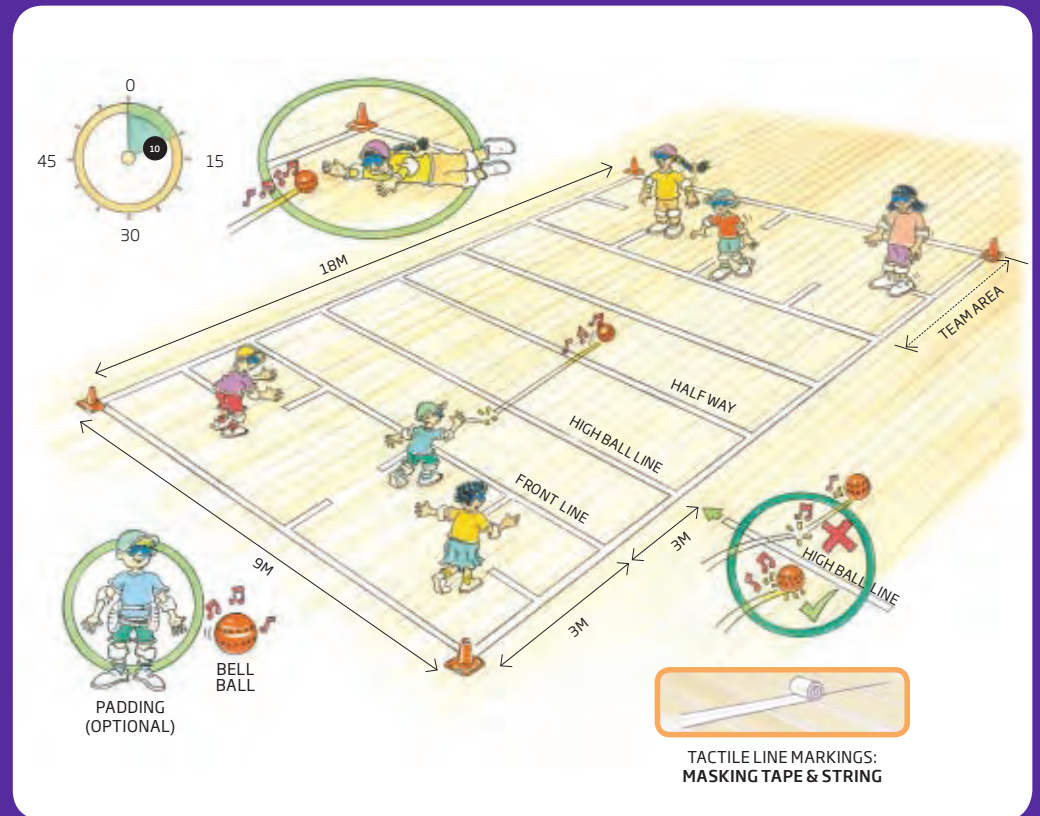 0
10
45
15
30
18M
TEAM AREA
HALF WAY
HIGH BALL LINE
FRONT LINE
3M
HIGH BALL LINE
9M
3M
BELL
BALL
PADDING
(OPTIONAL)
TACTILE LINE MARKINGS:
MASKING TAPE & STRING